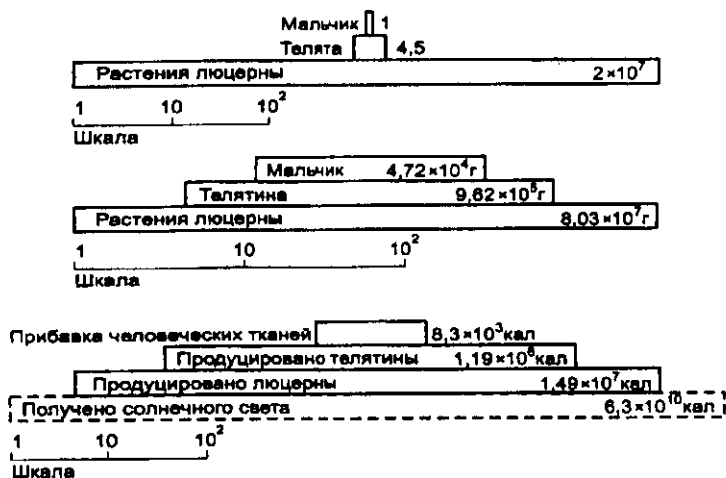 Мальчик 1
Телята 4,5
Растения люцерны 2×10⁷
1 10 10²
Шкала
Мальчик 4,72×10⁴г
Телятина 9,62×10⁵г
Растения люцерны 8,03×10⁷г
1 10 10²
Шкала
Прибавка человеческих тканей 8,3×10³кал
Продуцировано телятины 1,19×10⁶кал
Продуцировано люцерны 1,49×10⁷кал
Получено солнечного света 6,3×10¹⁰кал
1 10 10²
Шкала